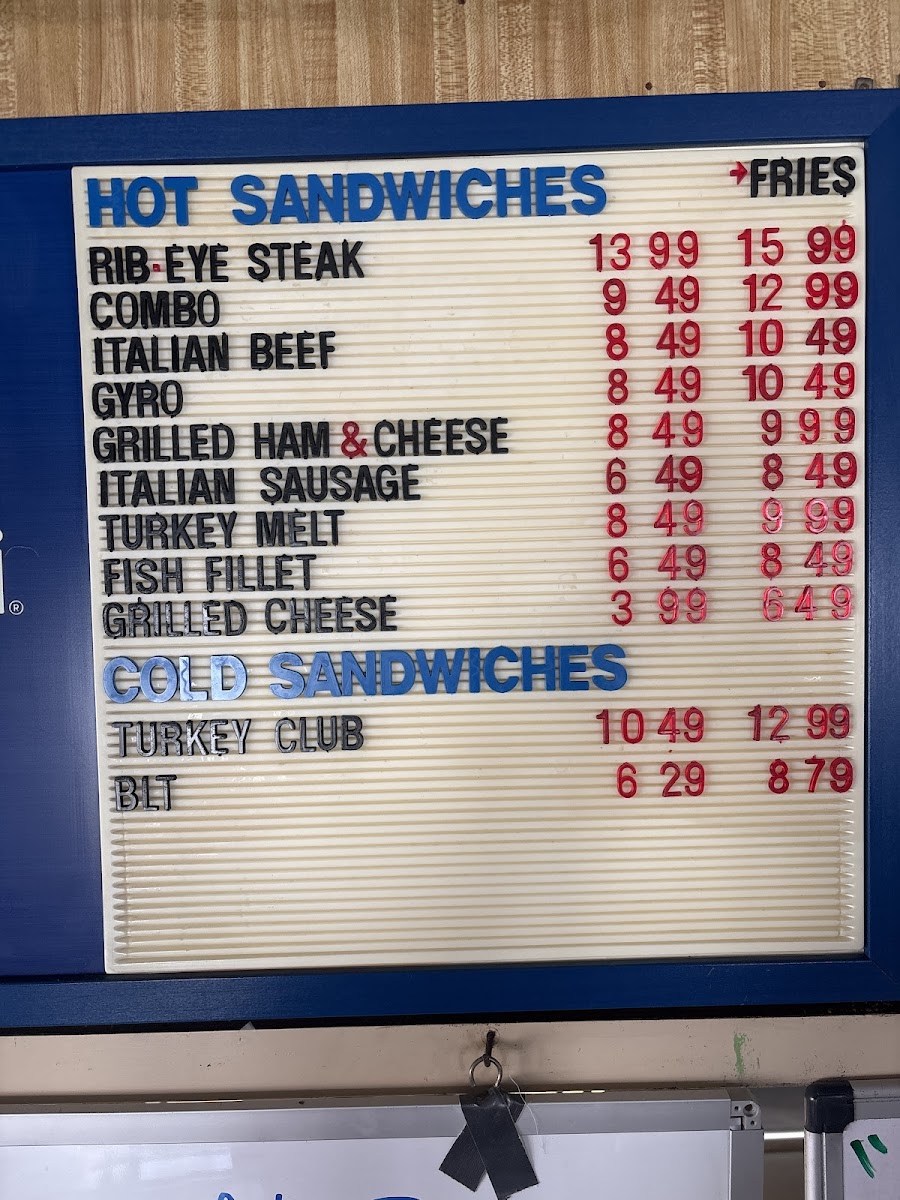 HOT SANDWICHES →FRIES
RIB-EYE STEAK 13 99 15 99
COMBO 9 49 12 99
ITALIAN BEEF 8 49 10 49
GYRO 8 49 10 49
GRILLED HAM & CHEESE 8 49 9 99
ITALIAN SAUSAGE 6 49 8 49
TURKEY MELT 8 49 9 99
FISH FILLET 6 49 8 49
GRILLED CHEESE 3 99 6 49
COLD SANDWICHES
TURKEY CLUB 10 49 12 99
BLT 6 29 8 79
®